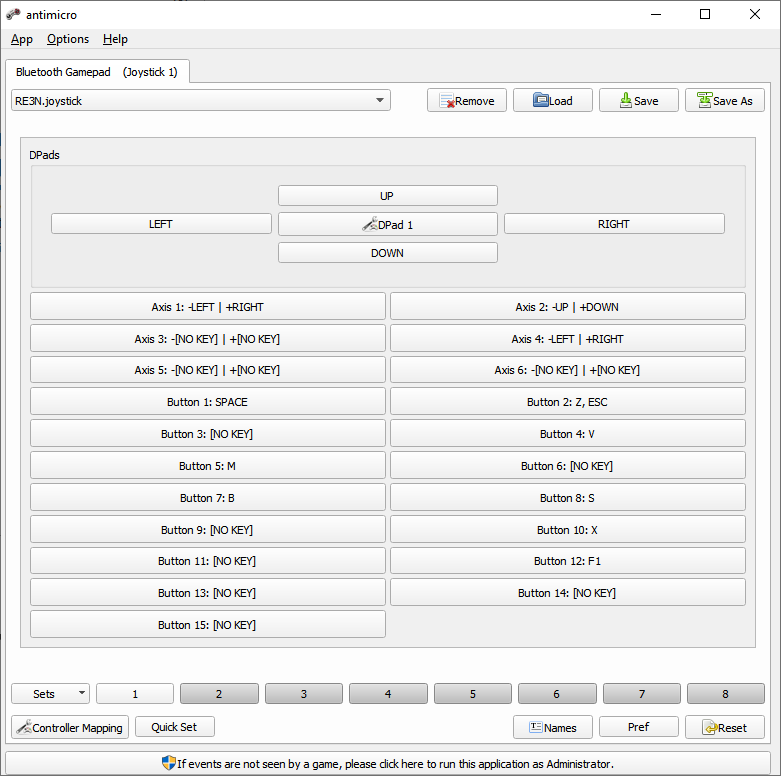 antimicro
App Options Help
Bluetooth Gamepad (Joystick 1)
RE3N.joystick
Remove
Load
Save
Save As
DPads
UP
LEFT
DPad 1
RIGHT
DOWN
Axis 1: -LEFT | +RIGHT
Axis 2: -UP | +DOWN
Axis 3: -[NO KEY] | +[NO KEY]
Axis 4: -LEFT | +RIGHT
Axis 5: -[NO KEY] | +[NO KEY]
Axis 6: -[NO KEY] | +[NO KEY]
Button 1: SPACE
Button 2: Z, ESC
Button 3: [NO KEY]
Button 4: V
Button 5: M
Button 6: [NO KEY]
Button 7: B
Button 8: S
Button 9: [NO KEY]
Button 10: X
Button 11: [NO KEY]
Button 12: F1
Button 13: [NO KEY]
Button 14: [NO KEY]
Button 15: [NO KEY]
Sets
1
2
3
4
5
6
7
8
Controller Mapping
Quick Set
Names
Pref
Reset
If events are not seen by a game, please click here to run this application as Administrator.